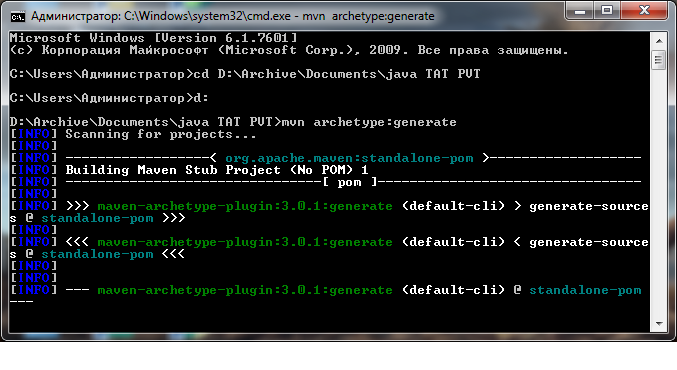 Администратор: C:\Windows\system32\cmd.exe - mvn archetype:generate
Microsoft Windows [Version 6.1.7601]
(c) Корпорация Майкрософт (Microsoft Corp.), 2009. Все права защищены.
C:\Users\Администратор>cd D:\Archive\Documents\java TAT PVT
C:\Users\Администратор>d:
D:\Archive\Documents\java TAT PVT>mvn archetype:generate
[INFO] Scanning for projects...
[INFO]
[INFO] ------------------< org.apache.maven:standalone-pom >-------------------
[INFO] Building Maven Stub Project (No POM) 1
[INFO] --------------------------------[ pom ]---------------------------------
[INFO]
[INFO] >>> maven-archetype-plugin:3.0.1:generate (default-cli) > generate-source
s @ standalone-pom >>>
[INFO]
[INFO] <<< maven-archetype-plugin:3.0.1:generate (default-cli) < generate-source
s @ standalone-pom <<<
[INFO]
[INFO]
[INFO] --- maven-archetype-plugin:3.0.1:generate (default-cli) @ standalone-pom
---